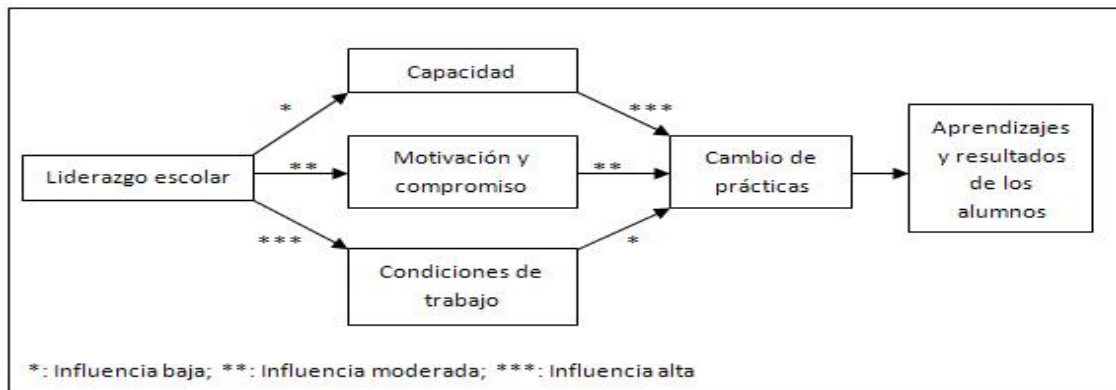 Capacidad
*
***
Liderazgo escolar
**
Motivación y
compromiso
**
Cambio de
prácticas
Aprendizajes
y resultados
de los
alumnos
***
Condiciones de
trabajo
*
*: Influencia baja; **: Influencia moderada; ***: Influencia alta